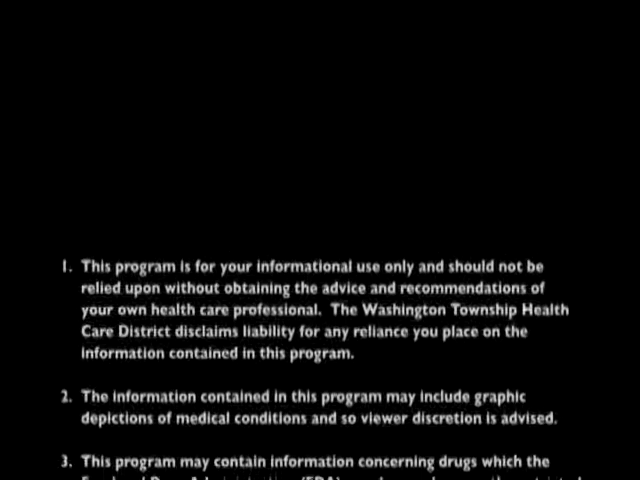 1. This program is for your informational use only and should not be
relied upon without obtaining the advice and recommendations of
your own health care professional. The Washington Township Health
Care District disclaims liability for any reliance you place on the
information contained in this program.
2. The information contained in this program may include graphic
depictions of medical conditions and so viewer discretion is advised.
3. This program may contain information concerning drugs which the